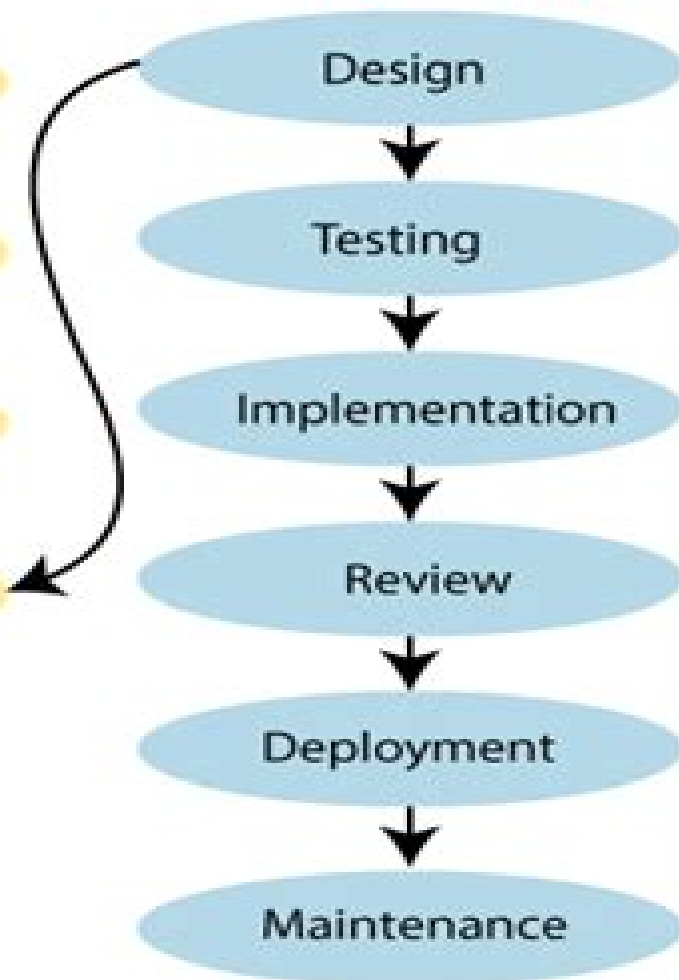 Design
Testing
Implementation
Review
Deployment
Maintenance